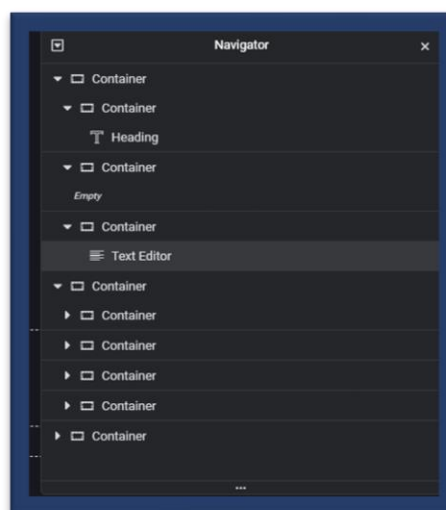 Navigator
Container
Container
Heading
Container
Empty
Container
Text Editor
Container
Container
Container
Container
Container
Container